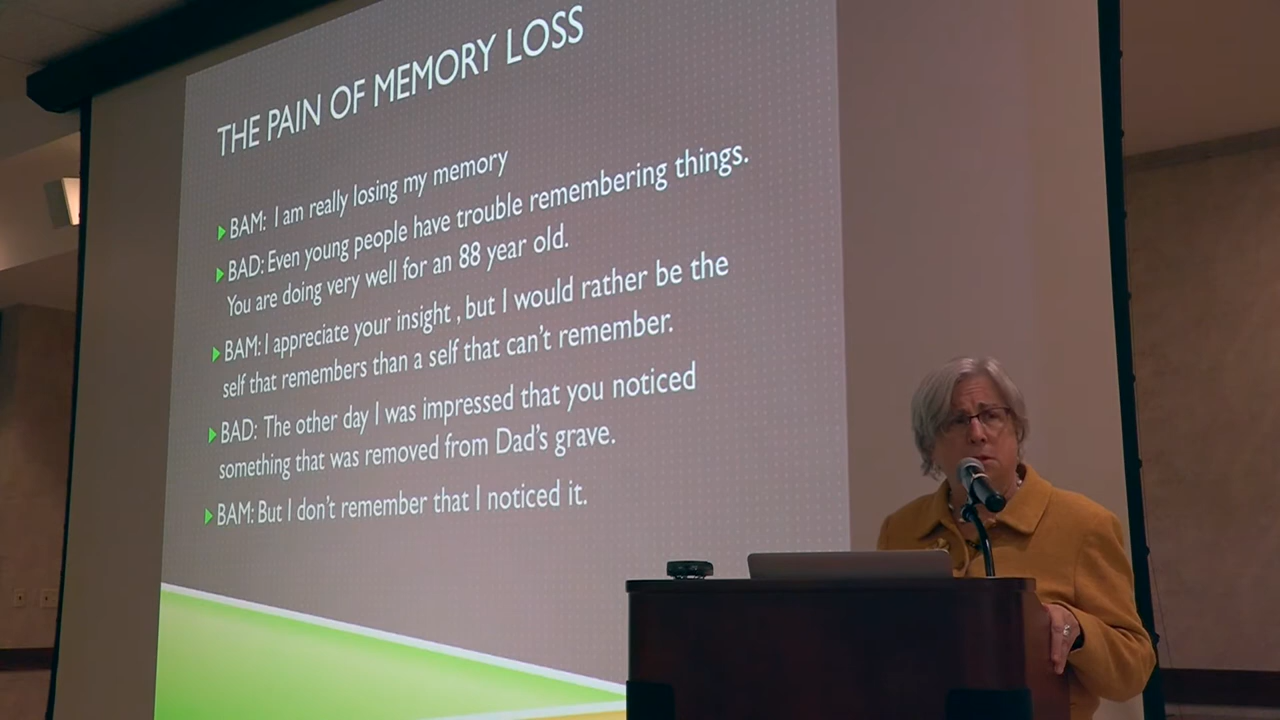 THE PAIN OF MEMORY LOSS
BAM: I am really losing my memory
BAD: Even young people have trouble remembering things.
You are doing very well for an 88 year old.
BAM: I appreciate your insight , but I would rather be the
self that remembers than a self that can't remember.
BAD: The other day I was impressed that you noticed
something that was removed from Dad's grave.
BAM: But I don't remember that I noticed it.